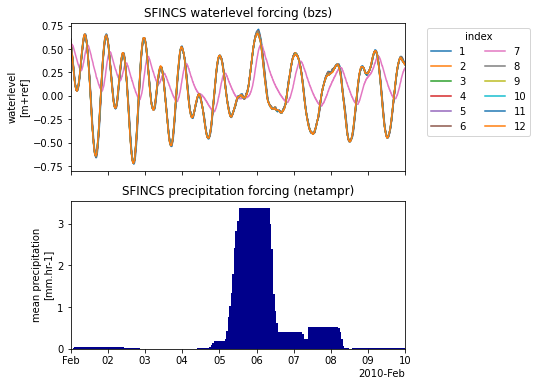 SFINCS waterlevel forcing (bzs)
0.75
0.50
0.25
0.00
−0.25
−0.50
−0.75
waterlevel
[m+ref]
index
1 7
2 8
3 9
4 10
5 11
6 12
SFINCS precipitation forcing (netampr)
3
2
1
0
mean precipitation
[mm.hr-1]
Feb 02 03 04 05 06 07 08 09 10
2010-Feb